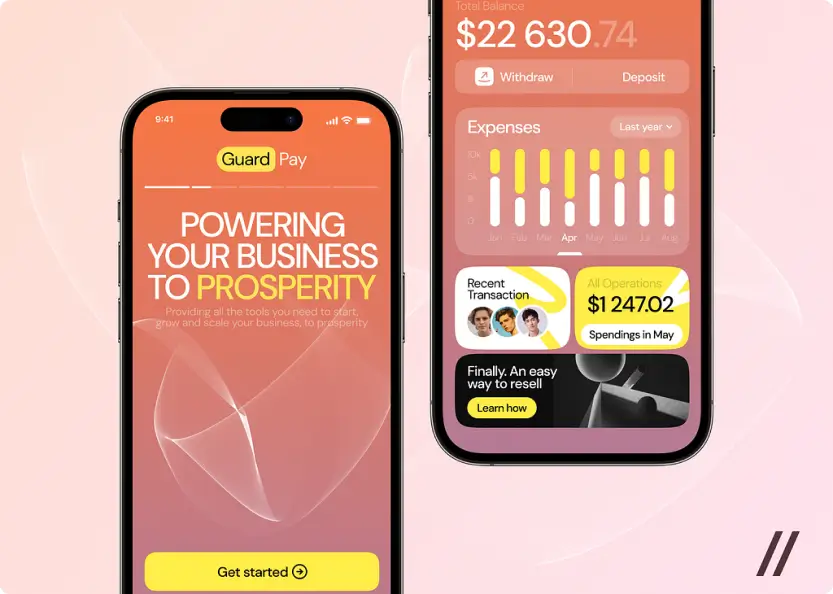 9:41
Guard Pay
POWERING
YOUR BUSINESS
TO PROSPERITY
Providing all the tools you need to start,
grow and scale your business, to prosperity
Get started
Total Balance
$22 630.74
Withdraw
Deposit
Expenses
Last year
10k
5k
0
Jan Feb Mar Apr May Jun Jul Aug
Recent
Transaction
All Operations
$1 247.02
Spendings in May
Finally. An easy
way to resell
Learn how